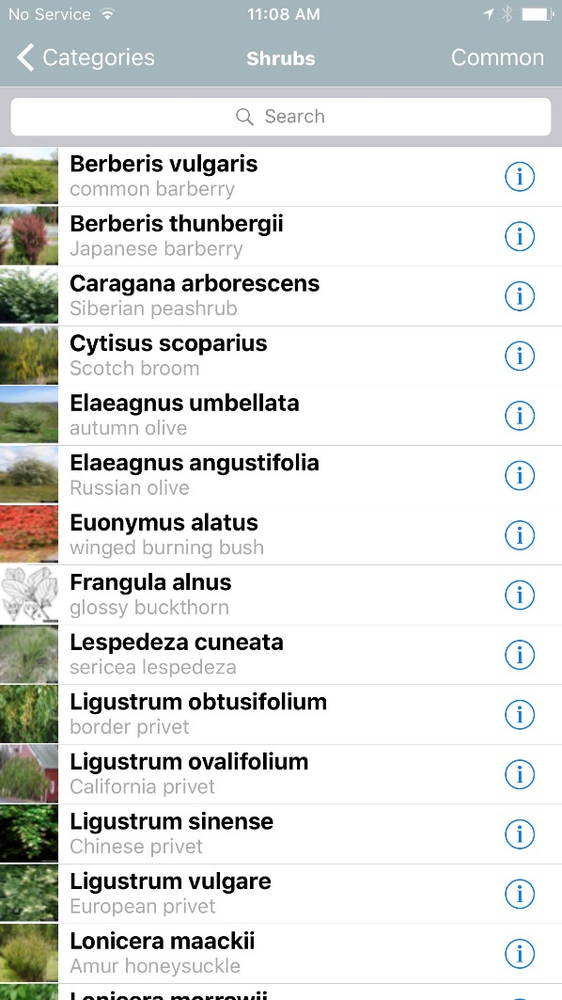 No Service 11:08 AM
Categories Shrubs Common
Search
Berberis vulgaris
common barberry
Berberis thunbergii
Japanese barberry
Caragana arborescens
Siberian peashrub
Cytisus scoparius
Scotch broom
Elaeagnus umbellata
autumn olive
Elaeagnus angustifolia
Russian olive
Euonymus alatus
winged burning bush
Frangula alnus
glossy buckthorn
Lespedeza cuneata
sericea lespedeza
Ligustrum obtusifolium
border privet
Ligustrum ovalifolium
California privet
Ligustrum sinense
Chinese privet
Ligustrum vulgare
European privet
Lonicera maackii
Amur honeysuckle
Lonicera morrowii